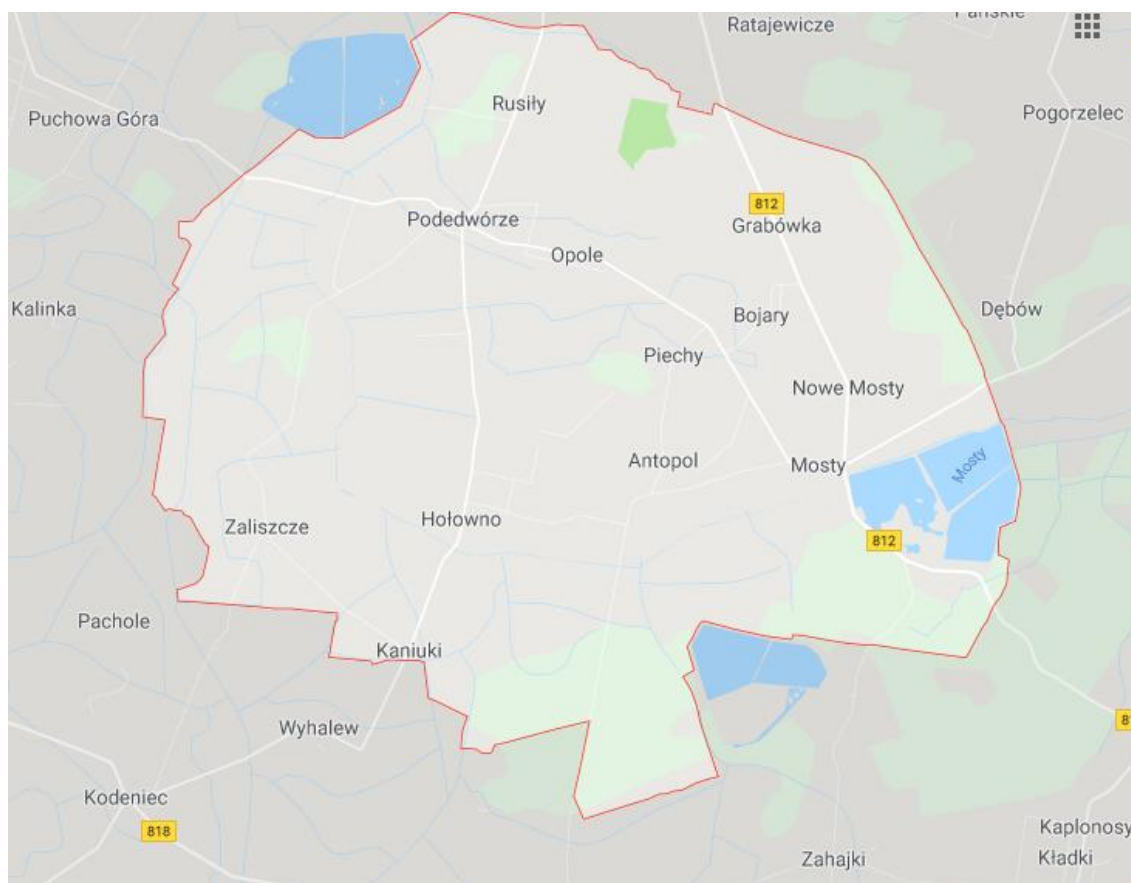 Pańskie
Ratajewicze
Rusiły
Puchowa Góra
Pogorzelec
812
Podedwórze
Grabówka
Opole
Kalinka
Dębów
Bojary
Piechy
Nowe Mosty
Antopol
Mosty
Mosty
Hołowno
Zaliszcze
812
Pachole
Kaniuki
Wyhalew
Kodeniec
818
Kaplonosy
Zahajki
Kładki